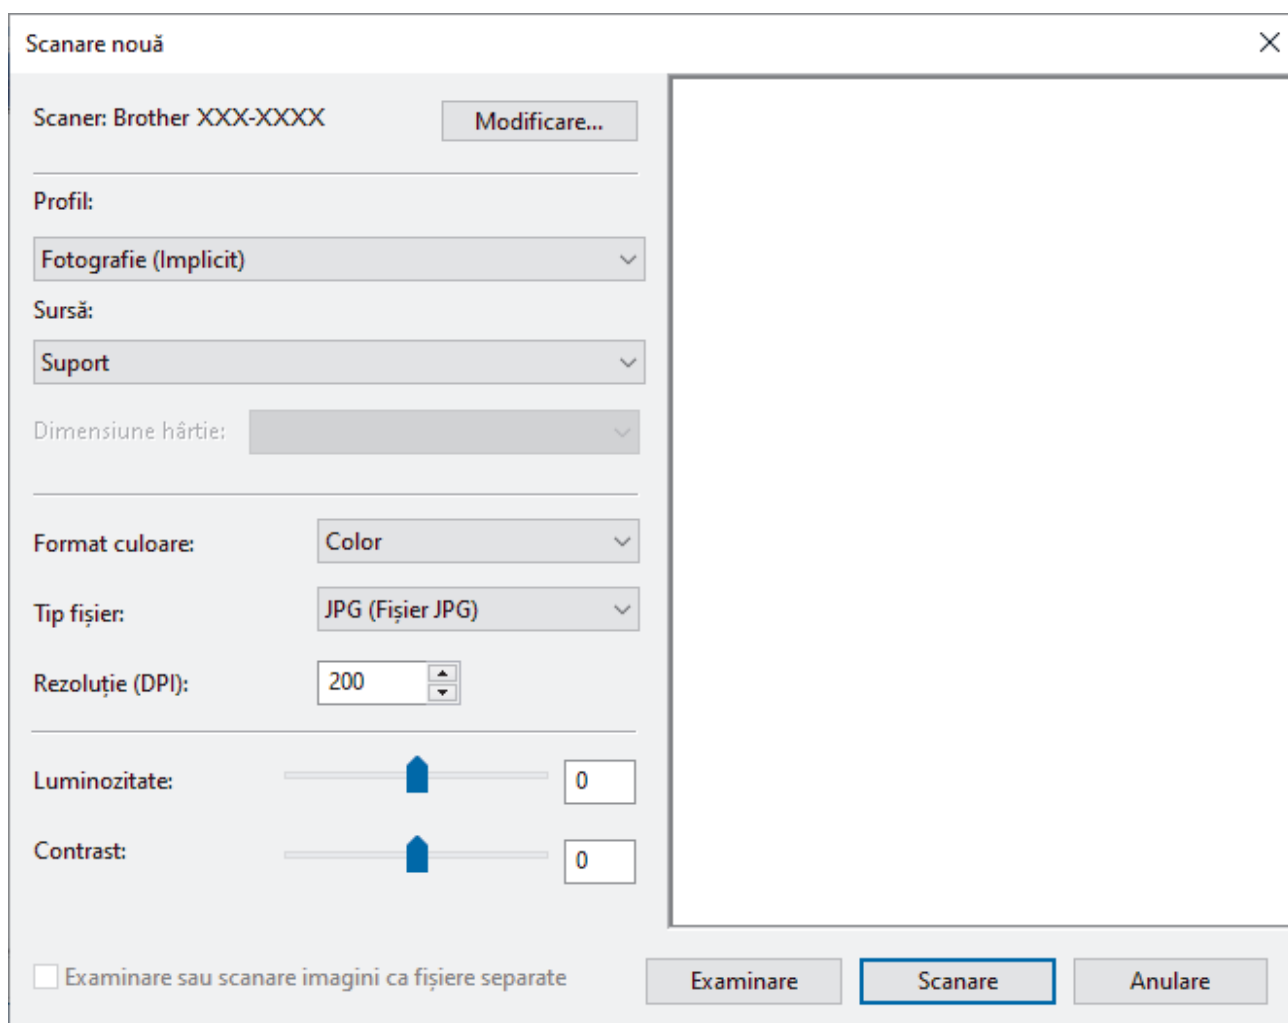 Scanare nouă
Scaner: Brother XXX-XXXX
Modificare...
Profil:
Fotografie (Implicit)
Sursă:
Suport
Dimensiune hârtie:
Format culoare:
Color
Tip fișier:
JPG (Fișier JPG)
Rezoluție (DPI):
200
Luminozitate:
0
Contrast:
0
Examinare sau scanare imagini ca fișiere separate
Examinare
Scanare
Anulare